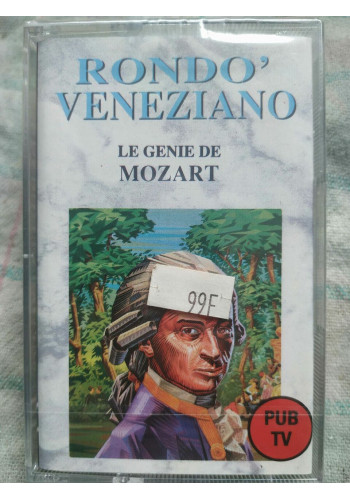 RONDO’
VENEZIANO
LE GENIE DE
MOZART
99F
PUB
TV